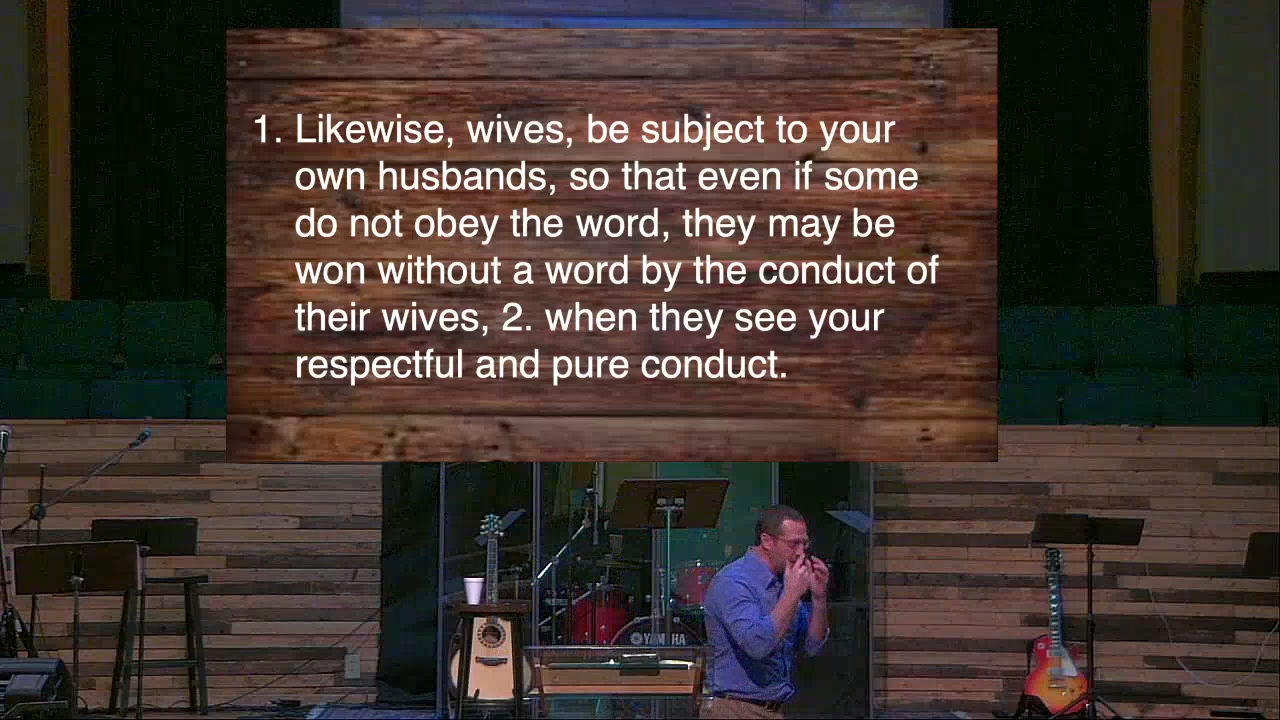 1. Likewise, wives, be subject to your
own husbands, so that even if some
do not obey the word, they may be
won without a word by the conduct of
their wives, 2. when they see your
respectful and pure conduct.
YAMAHA